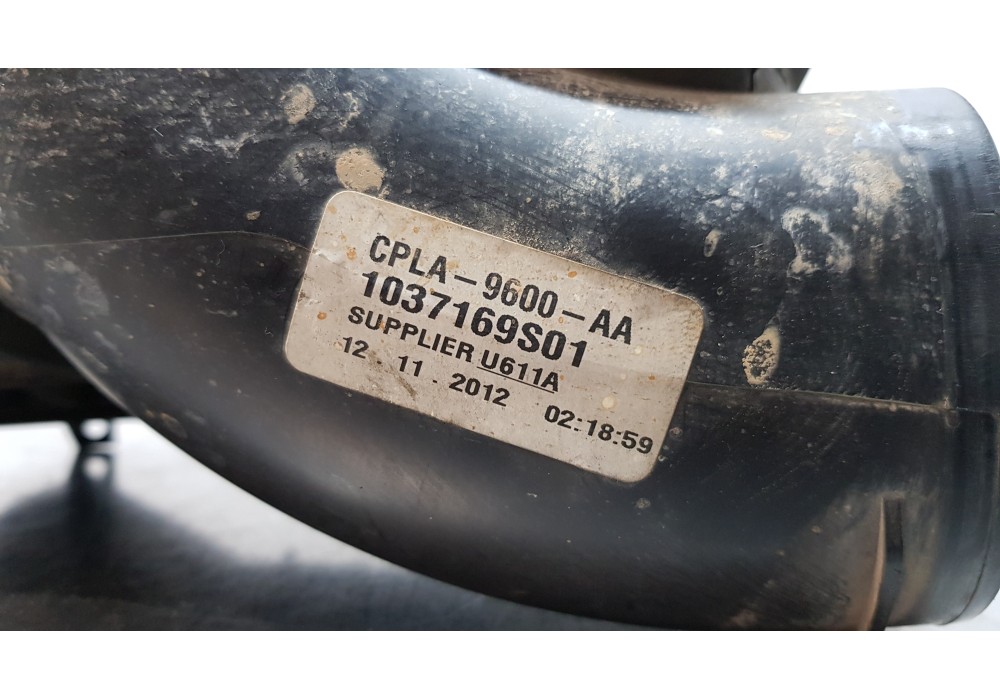 CPLA-9600-AA
1037169S01
SUPPLIER U611A
12 - 11 - 2012 02:18:59